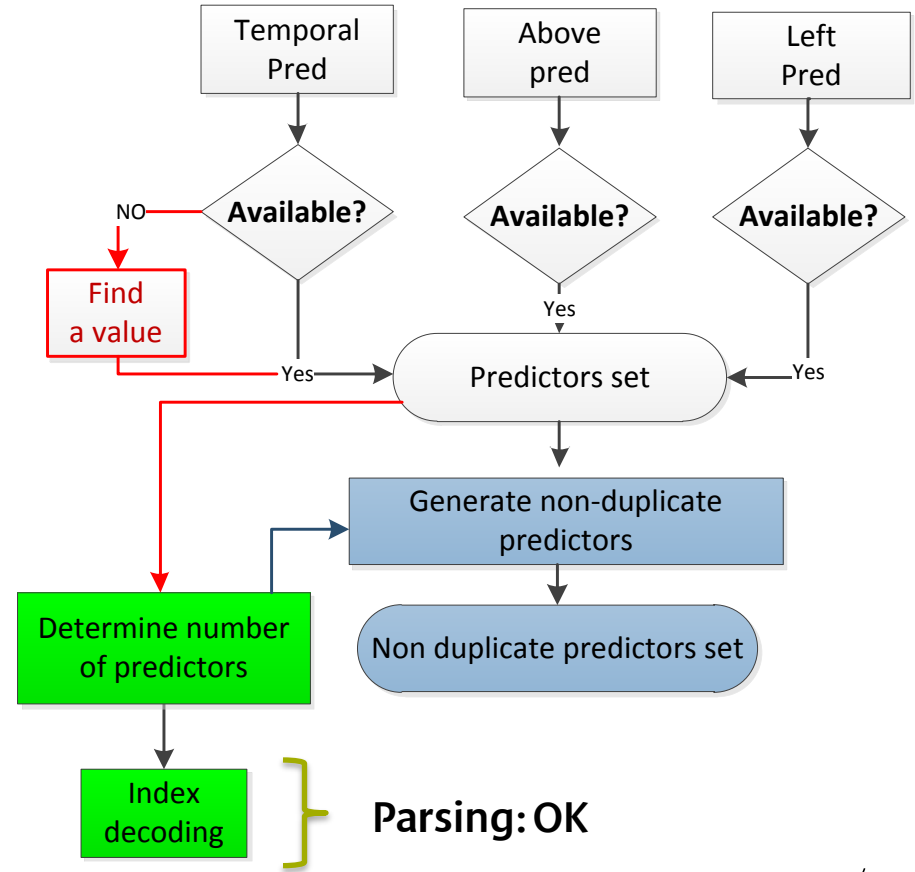 Temporal
Pred
Above
pred
Left
Pred
Available?
Available?
Available?
NO
Find
a value
Yes
Yes
Yes
Predictors set
Generate non-duplicate
predictors
Determine number
of predictors
Non duplicate predictors set
Index
decoding
Parsing: OK